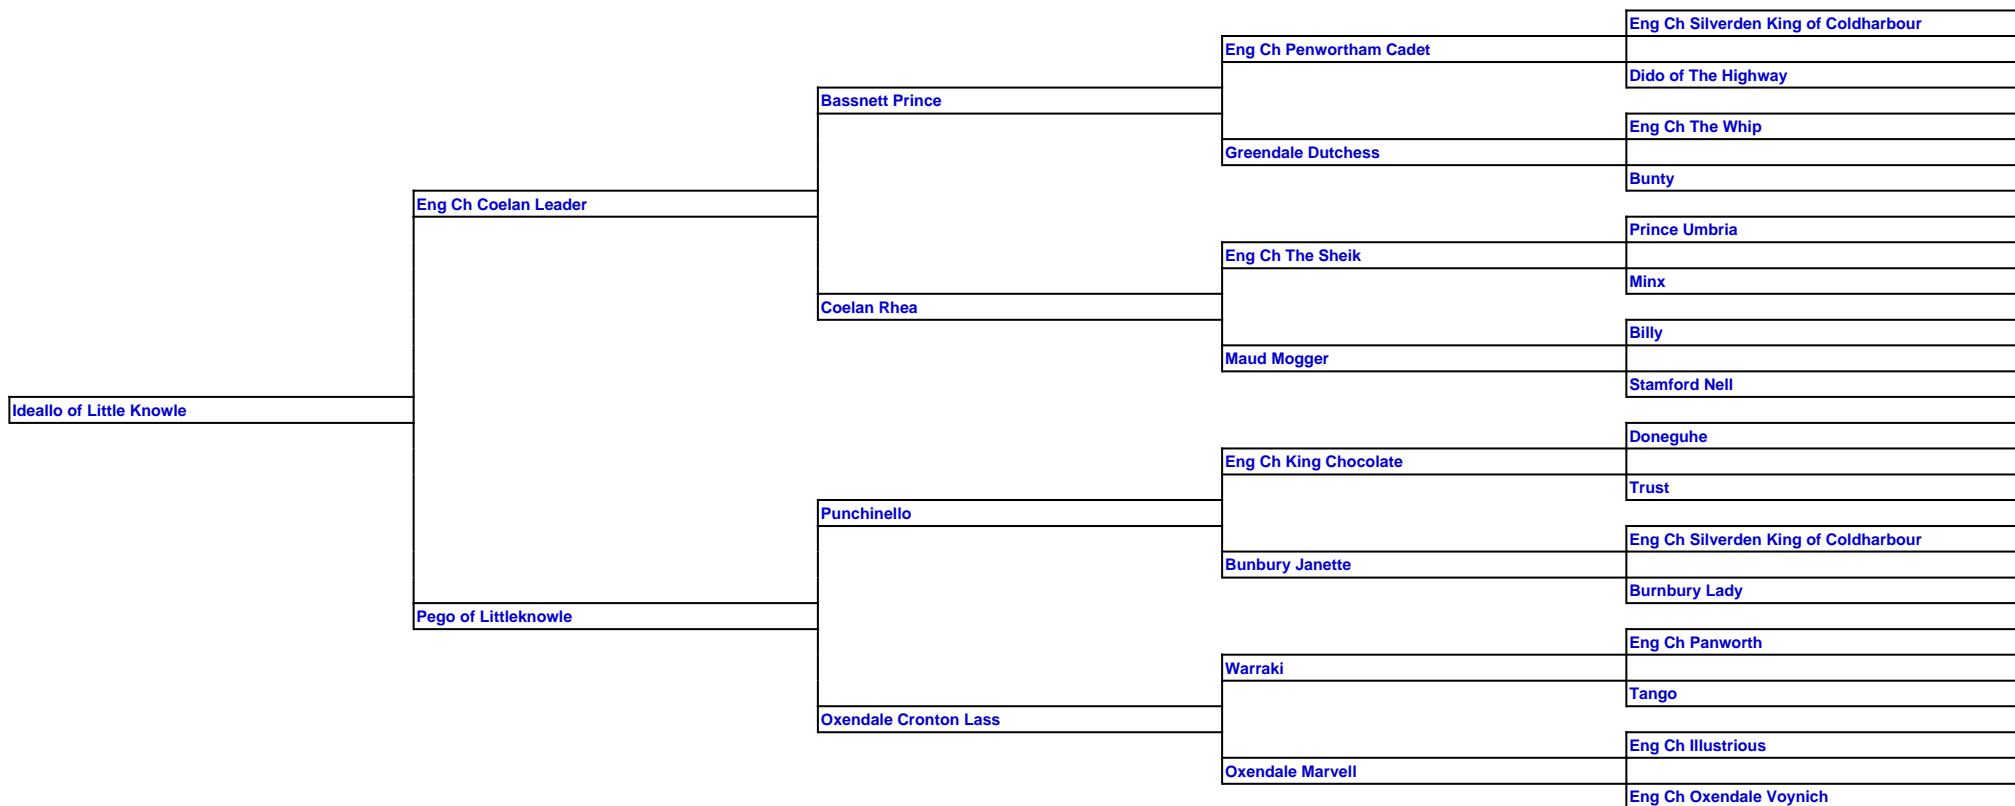 Eng Ch Silverden King of Coldharbour
Eng Ch Penwortham Cadet
Dido of The Highway
Bassnett Prince
Eng Ch The Whip
Greendale Dutchess
Bunty
Eng Ch Coelan Leader
Prince Umbria
Eng Ch The Sheik
Minx
Coelan Rhea
Billy
Maud Mogger
Stamford Nell
Ideallo of Little Knowle
Doneguhe
Eng Ch King Chocolate
Trust
Punchinello
Eng Ch Silverden King of Coldharbour
Bunbury Janette
Burnbury Lady
Pego of Littleknowle
Eng Ch Panworth
Warraki
Tango
Oxendale Cronton Lass
Eng Ch Illustrious
Oxendale Marvell
Eng Ch Oxendale Voynich